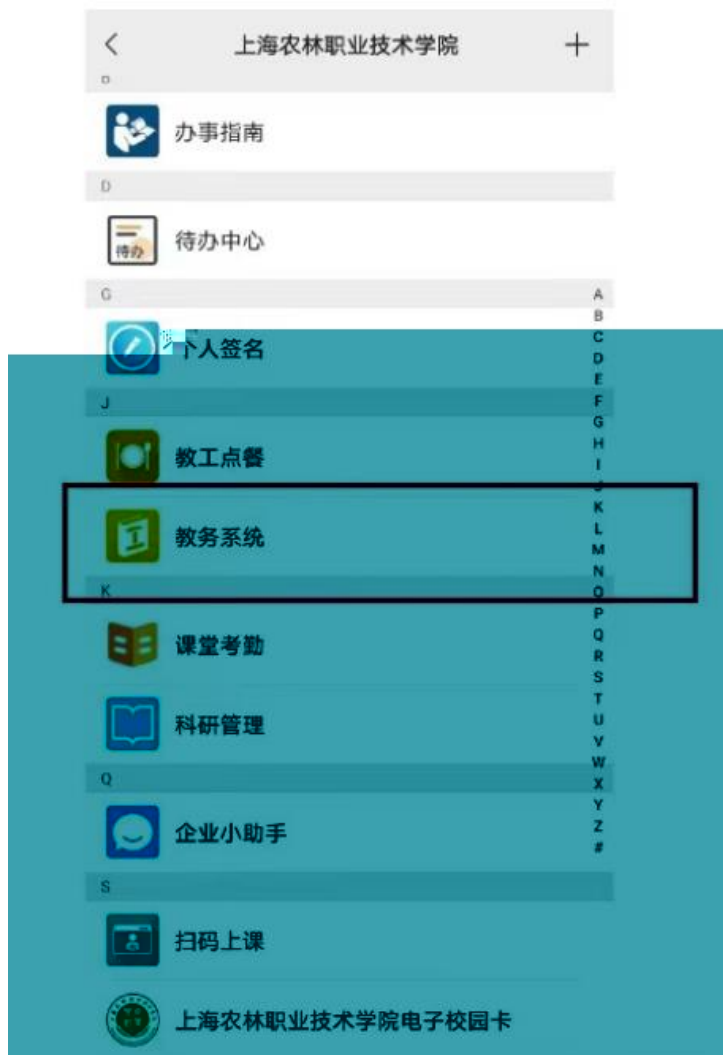 上海农林职业技术学院
办事指南
D
待办
待办中心
G
个人签名
J
教工点餐
教务系统
K
课堂考勤
科研管理
Q
企业小助手
S
扫码上课
上海农林职业技术学院电子校园卡
A
B
C
D
E
F
G
H
I
J
K
L
M
N
O
P
Q
R
S
T
U
V
W
X
Y
Z
#